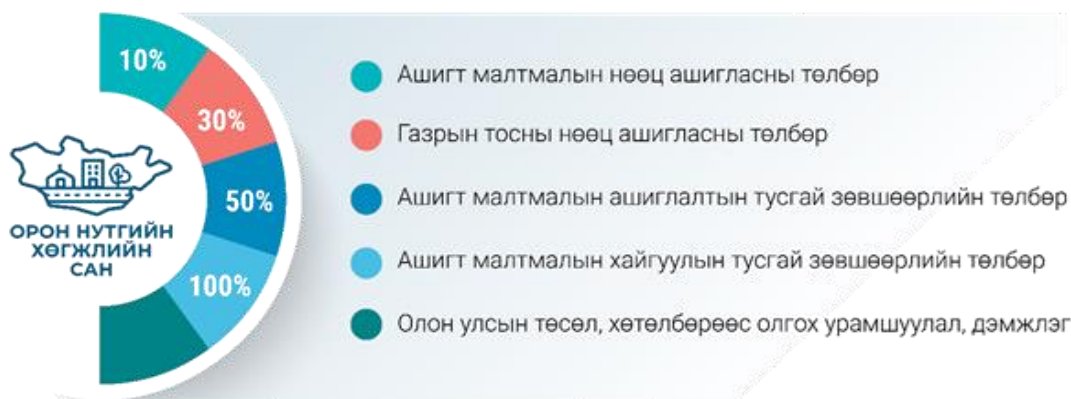 10%
30%
50%
100%
ОРОН НУТГИЙН
ХӨГЖЛИЙН
САН
Ашигт малтмалын нөөц ашигласны төлбөр
Газрын тосны нөөц ашигласны төлбөр
Ашигт малтмалын ашиглалтын тусгай зөвшөөрлийн төлбөр
Ашигт малтмалын хайгуулын тусгай зөвшөөрлийн төлбөр
Олон улсын төсөл, хөтөлбөрөөс олгох урамшуулал, дэмжлэг